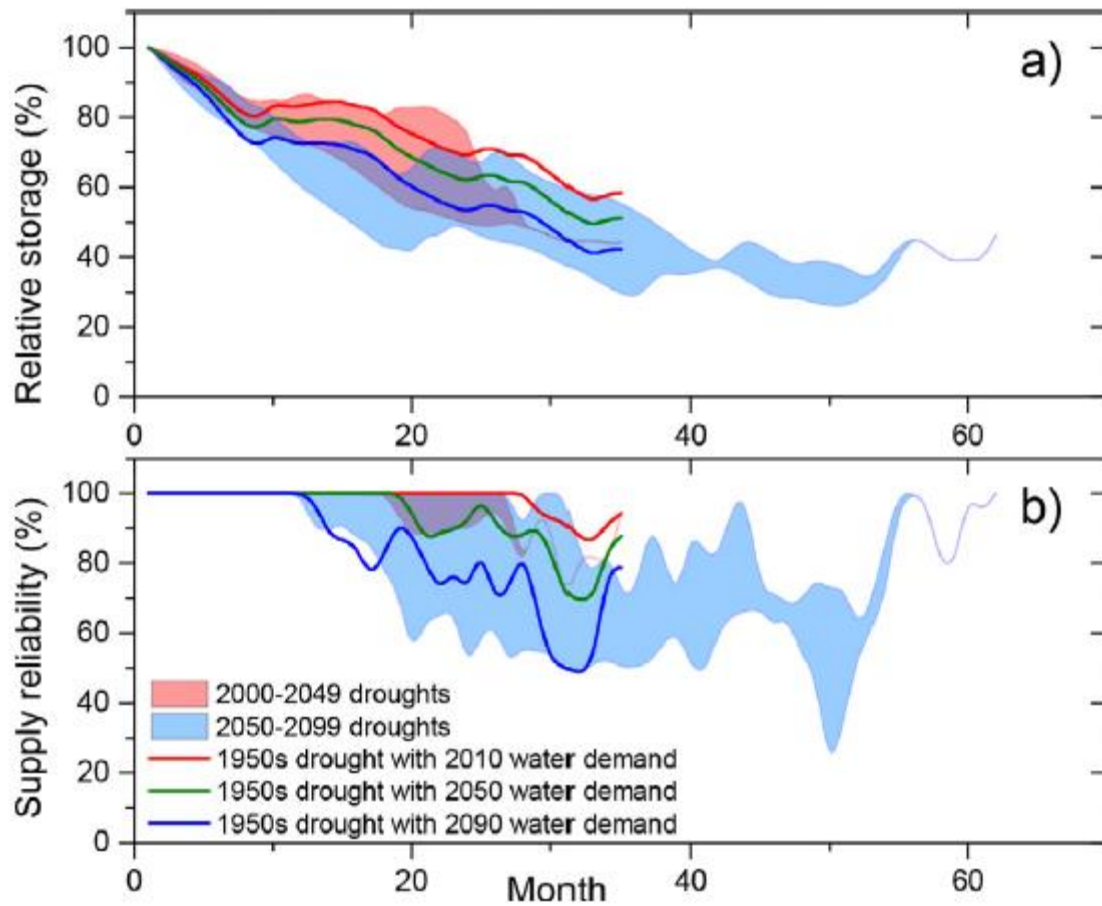 a)
Relative storage (%)
100
80
60
40
20
0
0 20 40 60
b)
Supply reliability (%)
100
80
60
40
20
0
2000-2049 droughts
2050-2099 droughts
1950s drought with 2010 water demand
1950s drought with 2050 water demand
1950s drought with 2090 water demand
0 20 40 60
Month